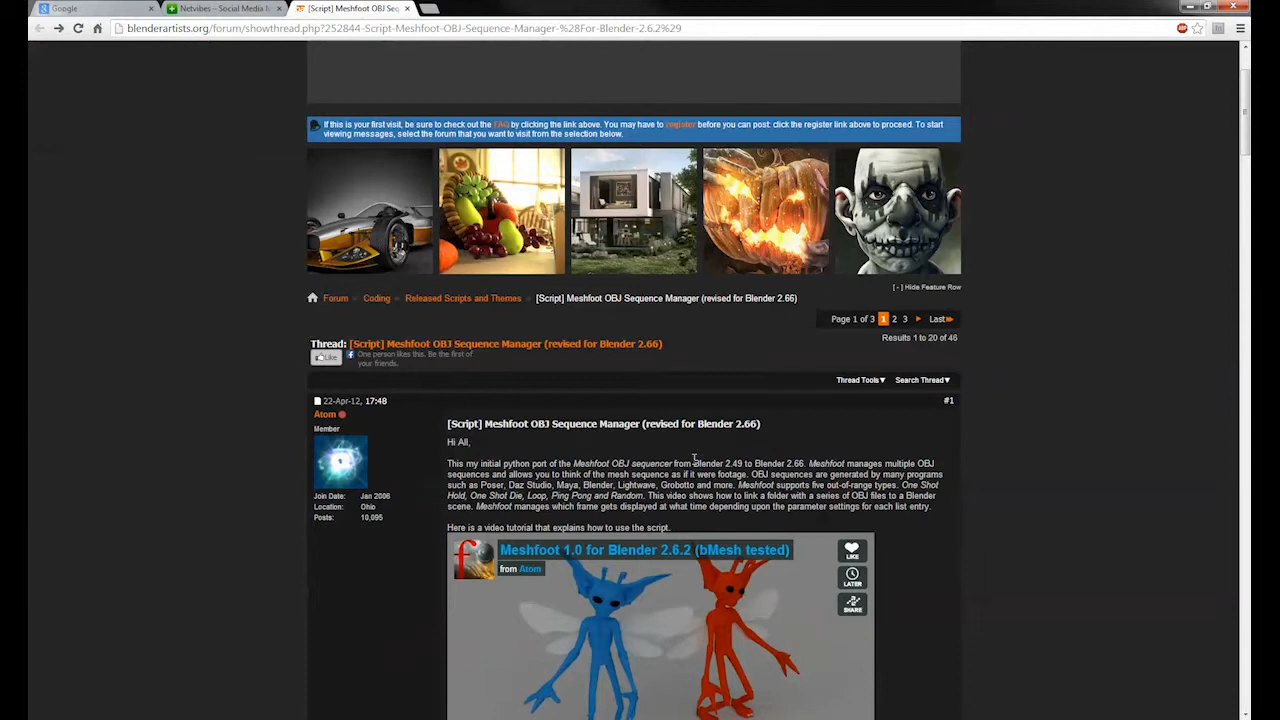 Google
Netvibes – Social Media M
[Script] Meshfoot OBJ Seq
blenderartists.org/forum/showthread.php?252844-Script-Meshfoot-OBJ-Sequence-Manager-%28For-Blender-2.6.2%29
If this is your first visit, be sure to check out the FAQ by clicking the link above. You may have to register before you can post: click the register link above to proceed. To start
viewing messages, select the forum that you want to visit from the selection below.
[ - ] Hide Feature Row
Forum Coding Released Scripts and Themes [Script] Meshfoot OBJ Sequence Manager (revised for Blender 2.66)
Page 1 of 3 1 2 3 Last
Results 1 to 20 of 46
Thread: [Script] Meshfoot OBJ Sequence Manager (revised for Blender 2.66)
Like One person likes this. Be the first of
your friends.
Thread Tools Search Thread
22-Apr-12, 17:48 #1
Atom
Member
Join Date: Jan 2006
Location: Ohio
Posts: 10,095
[Script] Meshfoot OBJ Sequence Manager (revised for Blender 2.66)
Hi All,
This my initial python port of the Meshfoot OBJ sequencer from Blender 2.49 to Blender 2.66. Meshfoot manages multiple OBJ
sequences and allows you to think of the mesh sequence as if it were footage. OBJ sequences are generated by many programs
such as Poser, Daz Studio, Maya, Blender, Lightwave, Grobotto and more. Meshfoot supports five out-of-range types. One Shot
Hold, One Shot Die, Loop, Ping Pong and Random. This video shows how to link a folder with a series of OBJ files to a Blender
scene. Meshfoot manages which frame gets displayed at what time depending upon the parameter settings for each list entry.
Here is a video tutorial that explains how to use the script.
Meshfoot 1.0 for Blender 2.6.2 (bMesh tested)
from Atom
LIKE
LATER
SHARE